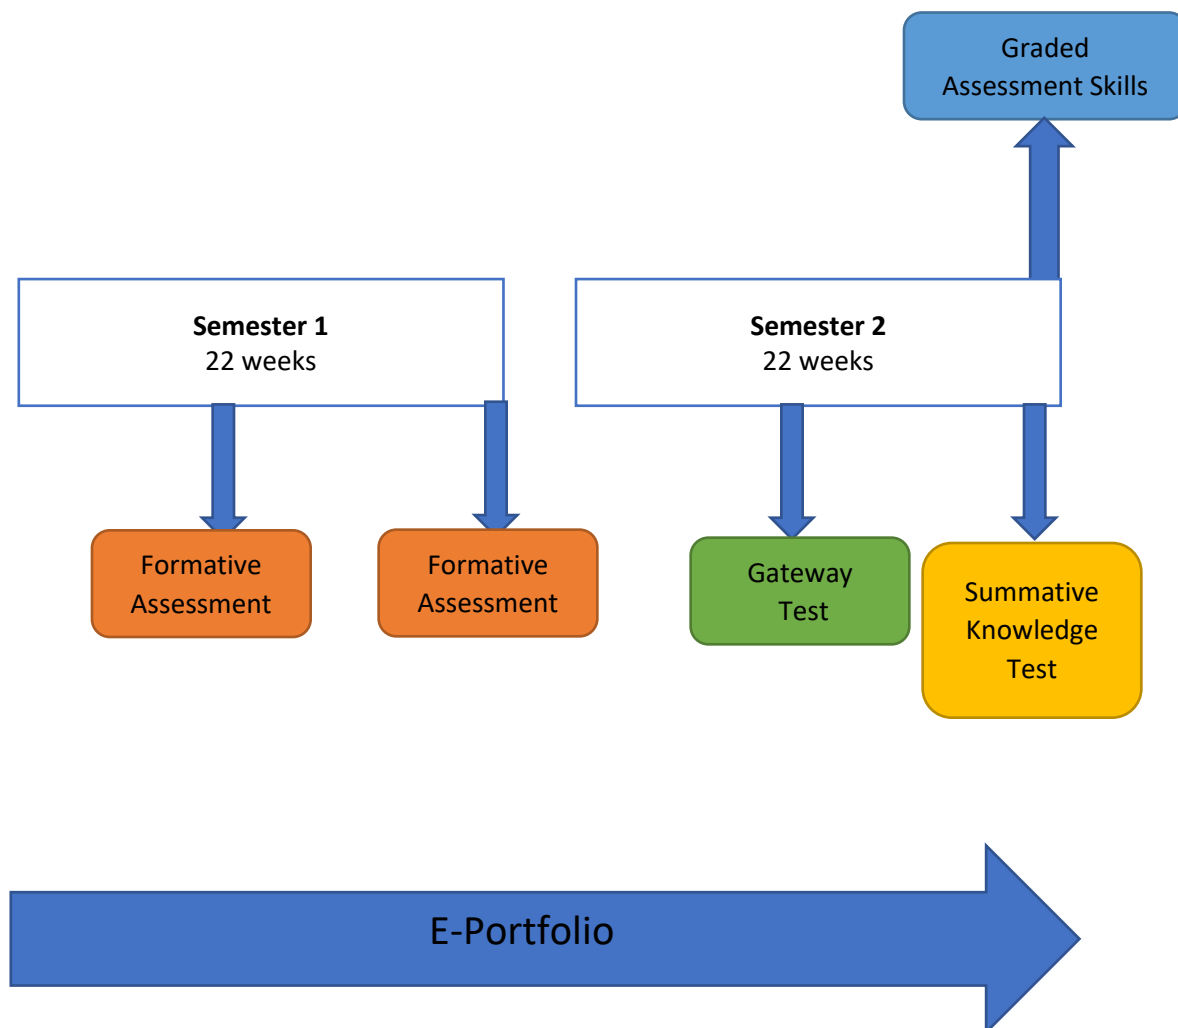 Graded
Assessment Skills
Semester 1
22 weeks
Semester 2
22 weeks
Formative
Assessment
Formative
Assessment
Gateway
Test
Summative
Knowledge
Test
E-Portfolio